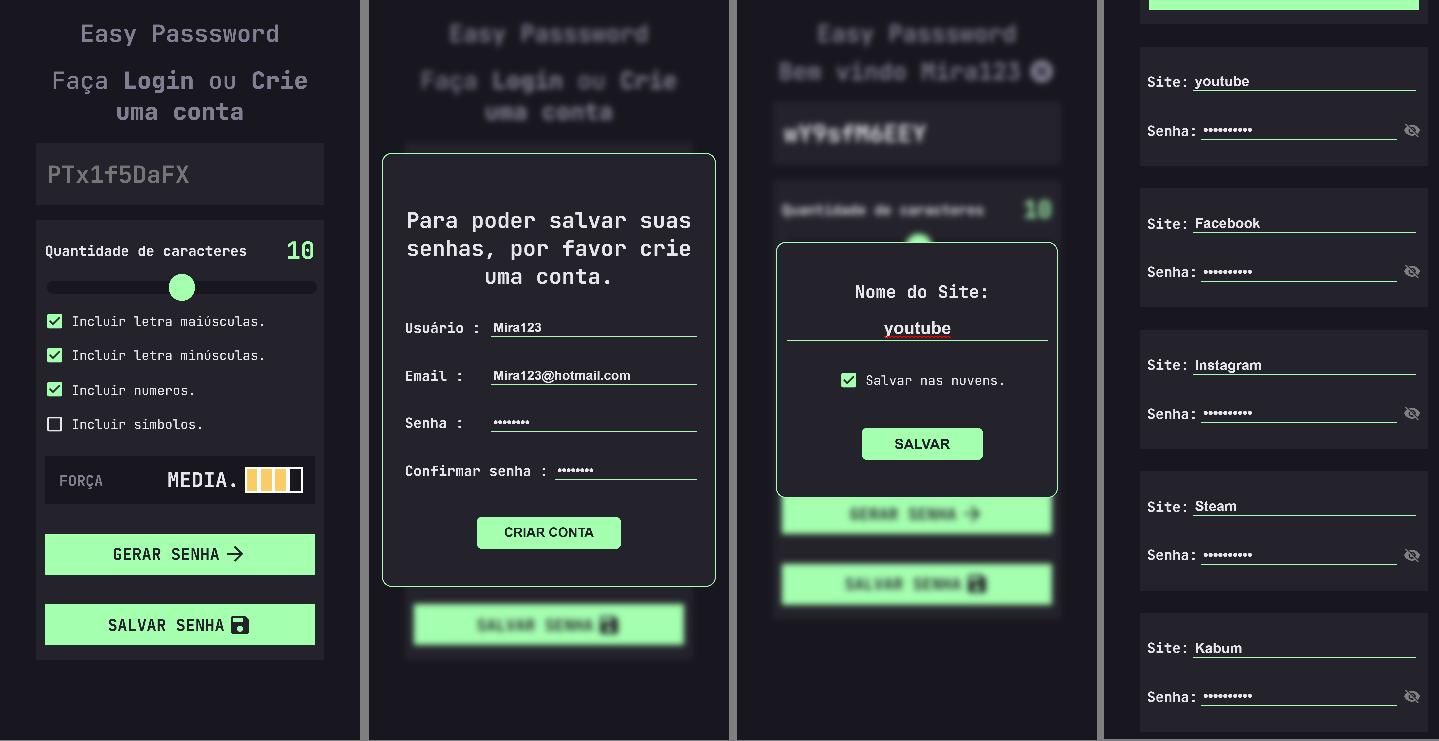 Easy Passsword
Faça Login ou Crie
uma conta
PTx1f5DaFX
Quantidade de caracteres 10
Incluir letra maiúsculas.
Incluir letra minúsculas.
Incluir numeros.
Incluir símbolos.
FORÇA MEDIA.
GERAR SENHA
SALVAR SENHA
Easy Passsword
Faça Login ou Crie
uma conta
Para poder salvar suas
senhas, por favor crie
uma conta.
Usuário : Mira123
Email : Mira123@hotmail.com
Senha : ••••••••
Confirmar senha : ••••••••
CRIAR CONTA
SALVAR SENHA
Easy Passsword
Bem vindo Mira123
wY9sfM6EEY
Quantidade de caracteres 10
Nome do Site:
youtube
Salvar nas nuvens.
SALVAR
GERAR SENHA
SALVAR SENHA
Site: youtube
Senha: ••••••••••
Site: Facebook
Senha: ••••••••••
Site: Instagram
Senha: ••••••••••
Site: Steam
Senha: ••••••••••
Site: Kabum
Senha: ••••••••••